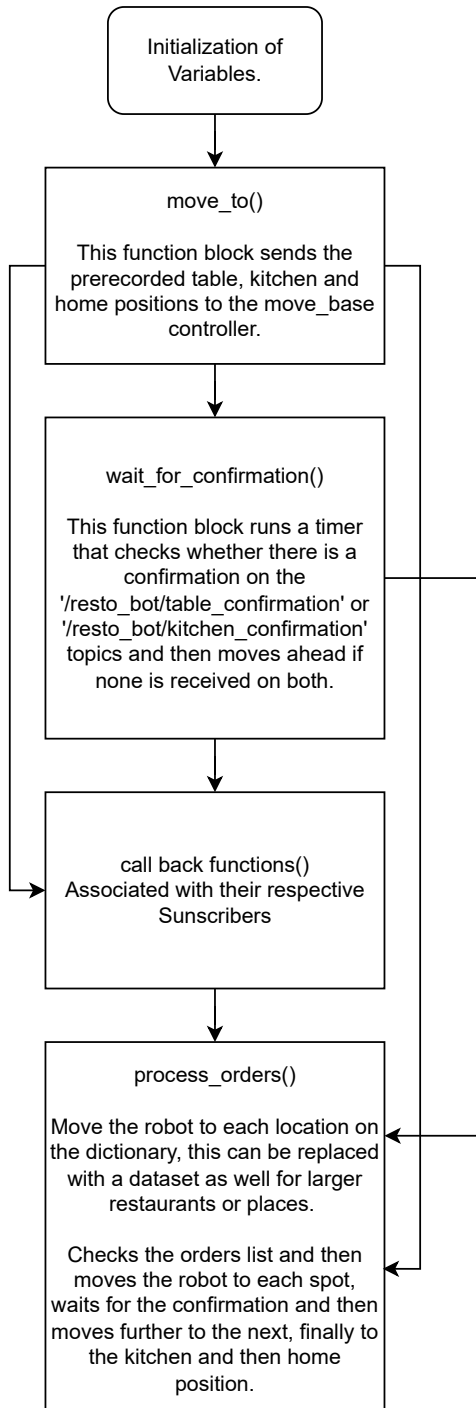 Initialization of
Variables.
move_to()
This function block sends the
prerecorded table, kitchen and
home positions to the move_base
controller.
wait_for_confirmation()
This function block runs a timer
that checks whether there is a
confirmation on the
'/resto_bot/table_confirmation' or
'/resto_bot/kitchen_confirmation'
topics and then moves ahead if
none is received on both.
call back functions()
Associated with their respective
Sunscribers
process_orders()
Move the robot to each location on
the dictionary, this can be replaced
with a dataset as well for larger
restaurants or places.
Checks the orders list and then
moves the robot to each spot,
waits for the confirmation and then
moves further to the next, finally to
the kitchen and then home
position.